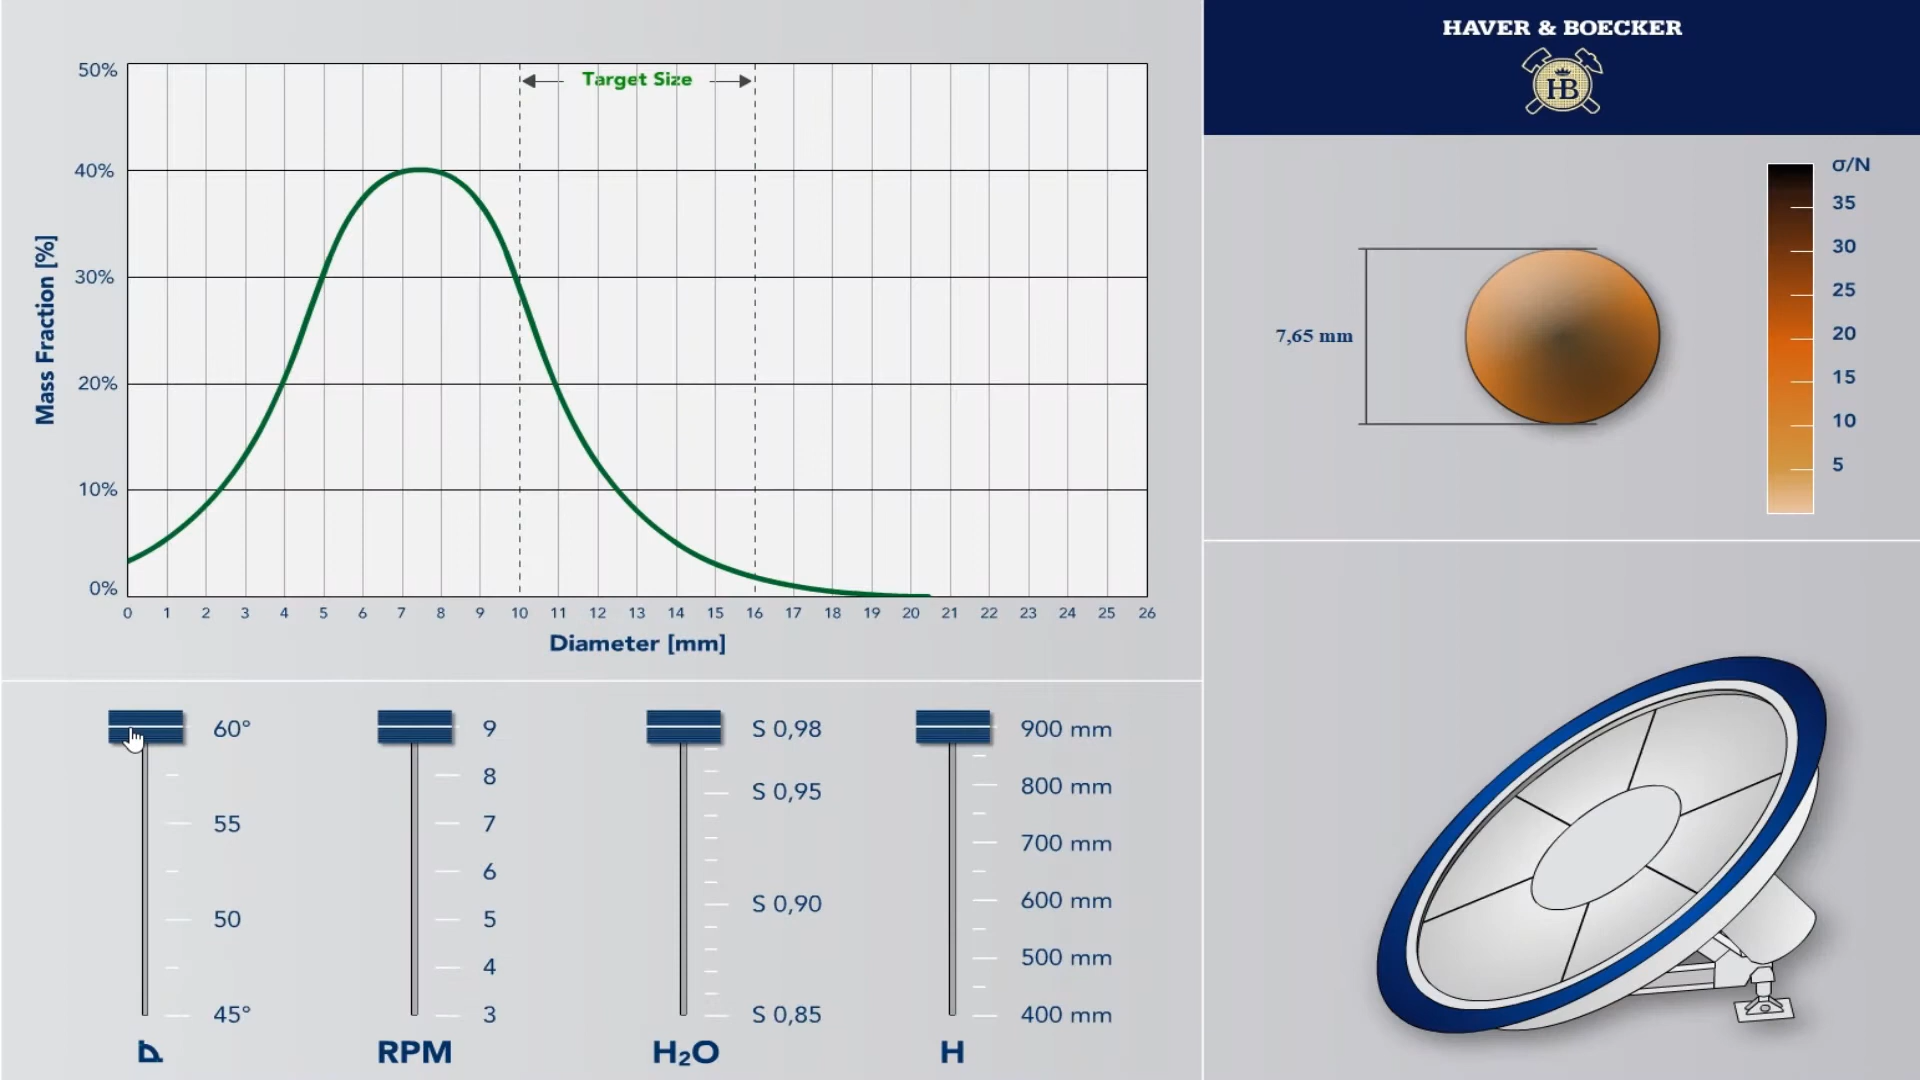 50%
40%
30%
20%
10%
0%
Mass Fraction [%]
Target Size
0 1 2 3 4 5 6 7 8 9 10 11 12 13 14 15 16 17 18 19 20 21 22 23 24 25 26
Diameter [mm]
HAVER & BOECKER
HB
7,65 mm
σ/N
35
30
25
20
15
10
5
60°
55
50
45°
9
8
7
6
5
4
3
RPM
S 0,98
S 0,95
S 0,90
S 0,85
H₂O
900 mm
800 mm
700 mm
600 mm
500 mm
400 mm
H